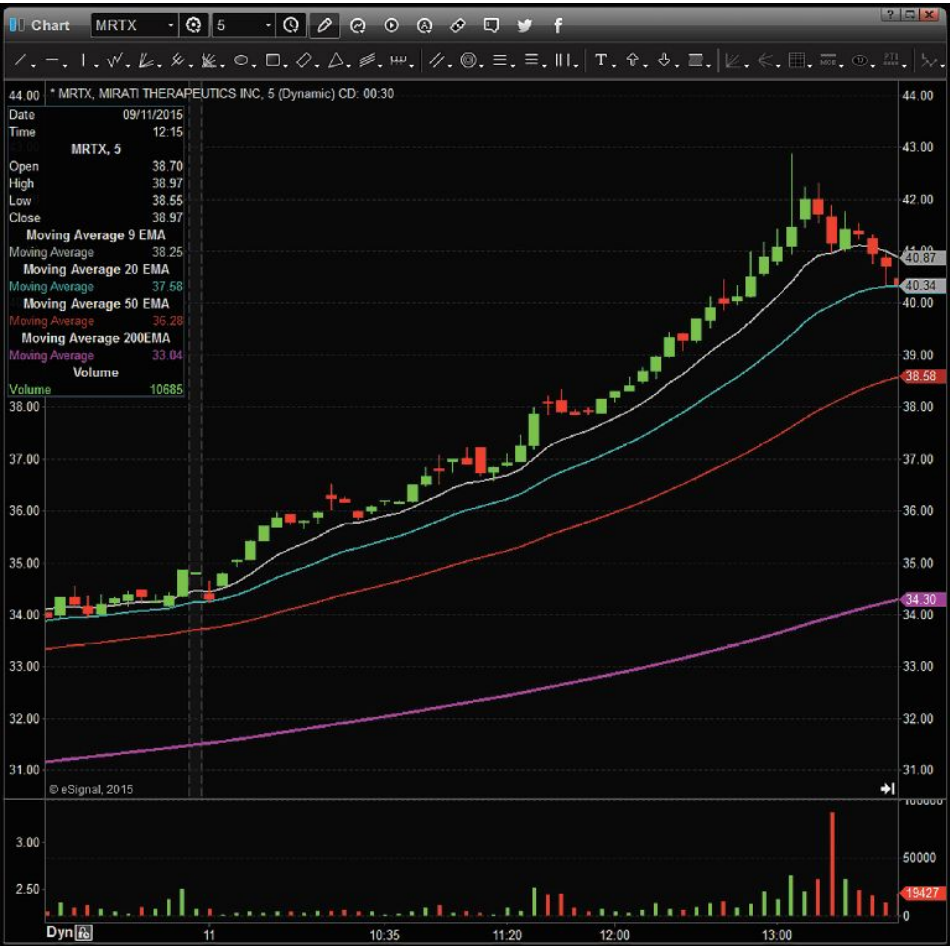 Chart MRTX 5
* MRTX, MIRATI THERAPEUTICS INC, 5 (Dynamic) CD: 00:30
44.00 44.00
Date 09/11/2015
Time 12:15
MRTX, 5
43.00
Open 38.70
High 38.97
Low 38.55
42.00
Close 38.97
Moving Average 9 EMA
Moving Average 38.25
41.00
40.87
Moving Average 20 EMA
Moving Average 37.58
40.34
Moving Average 50 EMA
40.00
Moving Average 36.28
Moving Average 200EMA
Moving Average 33.04
39.00
Volume
38.58
Volume 10685
38.00 38.00
37.00 37.00
36.00 36.00
35.00 35.00
34.30
34.00 34.00
33.00 33.00
32.00 32.00
31.00 31.00
© eSignal, 2015
100000
3.00
50000
2.50
19427
0
Dyn
11 10:35 11:20 12:00 13:00